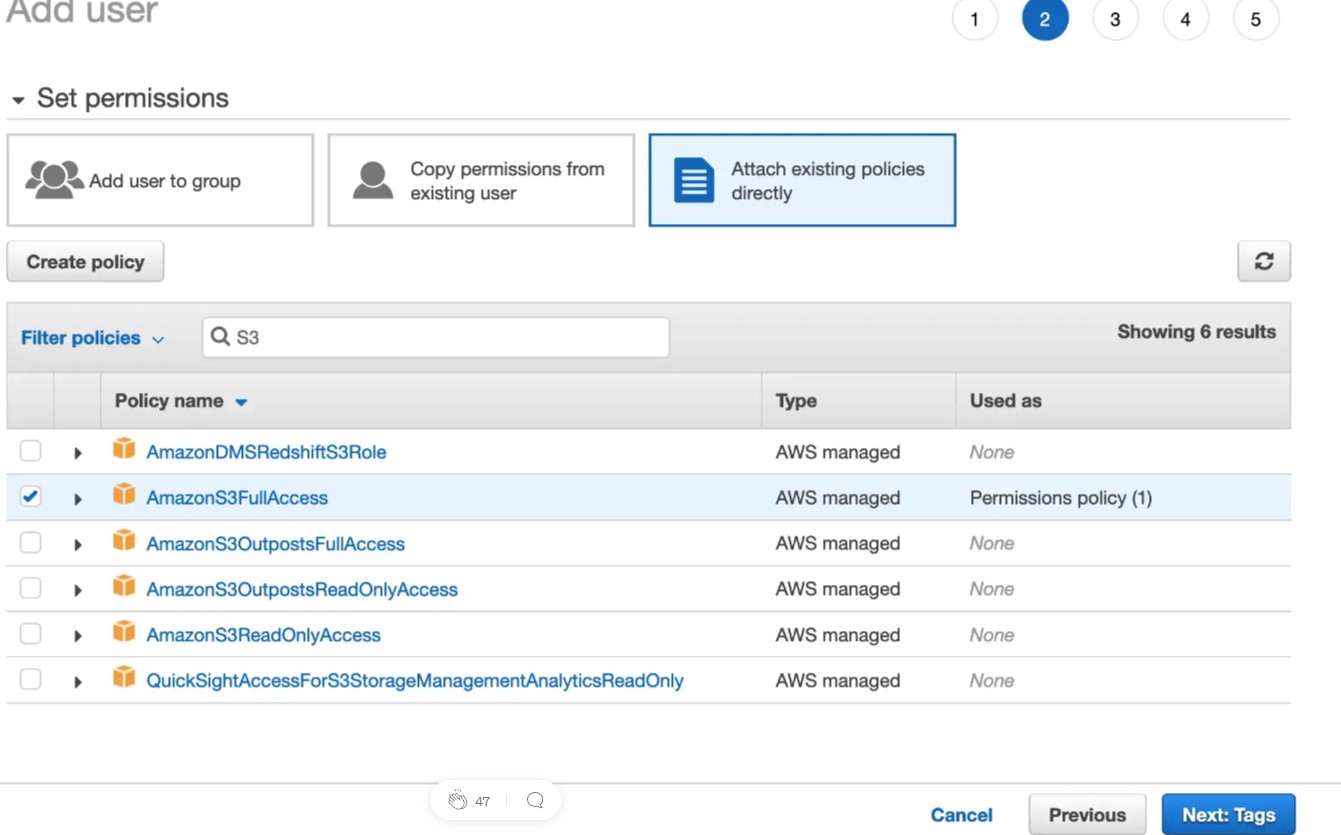 Add user
1 2 3 4 5
Set permissions
Add user to group
Copy permissions from
existing user
Attach existing policies
directly
Create policy
Filter policies
S3
Showing 6 results
Policy name Type Used as
AmazonDMSRedshiftS3Role AWS managed None
AmazonS3FullAccess AWS managed Permissions policy (1)
AmazonS3OutpostsFullAccess AWS managed None
AmazonS3OutpostsReadOnlyAccess AWS managed None
AmazonS3ReadOnlyAccess AWS managed None
QuickSightAccessForS3StorageManagementAnalyticsReadOnly AWS managed None
47
Cancel Previous Next: Tags